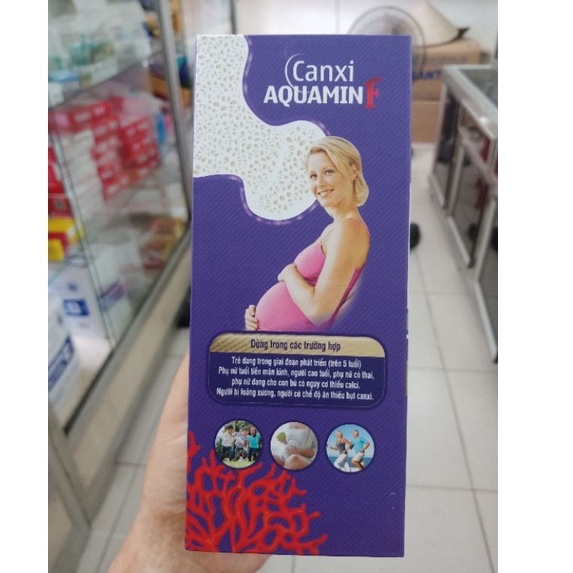 Canxi
AQUAMIN F
Dùng trong các trường hợp
Trẻ đang trong giai đoạn phát triển (trên 5 tuổi)
Phụ nữ tuổi tiền mãn kinh, người cao tuổi, phụ nữ có thai,
phụ nữ đang cho con bú có nguy cơ thiếu calci.
Người bị loãng xương, người có chế độ ăn thiếu hụt canxi.